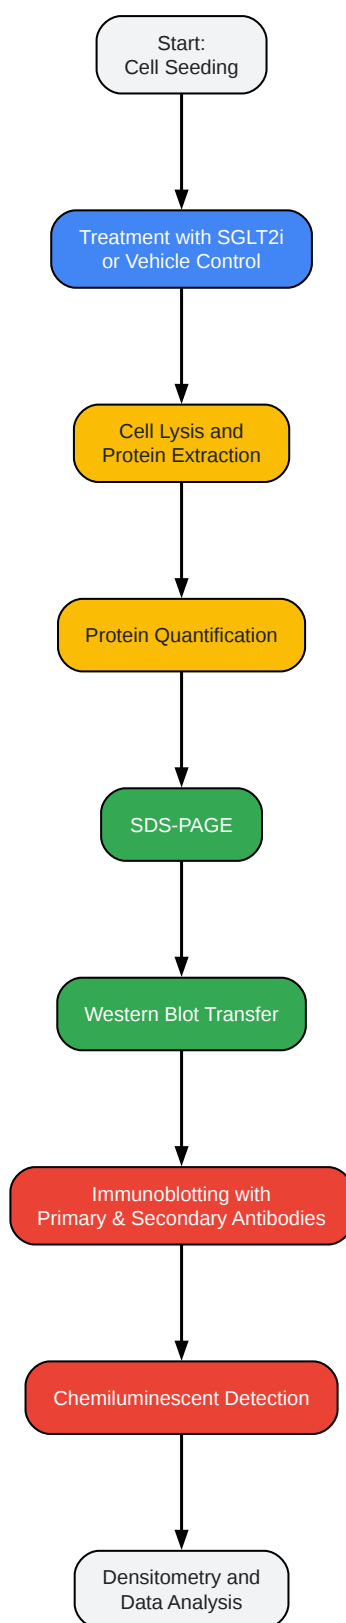 Start:
Cell Seeding
Treatment with SGLT2i
or Vehicle Control
Cell Lysis and
Protein Extraction
Protein Quantification
SDS-PAGE
Western Blot Transfer
Immunoblotting with
Primary & Secondary Antibodies
Chemiluminescent Detection
Densitometry and
Data Analysis